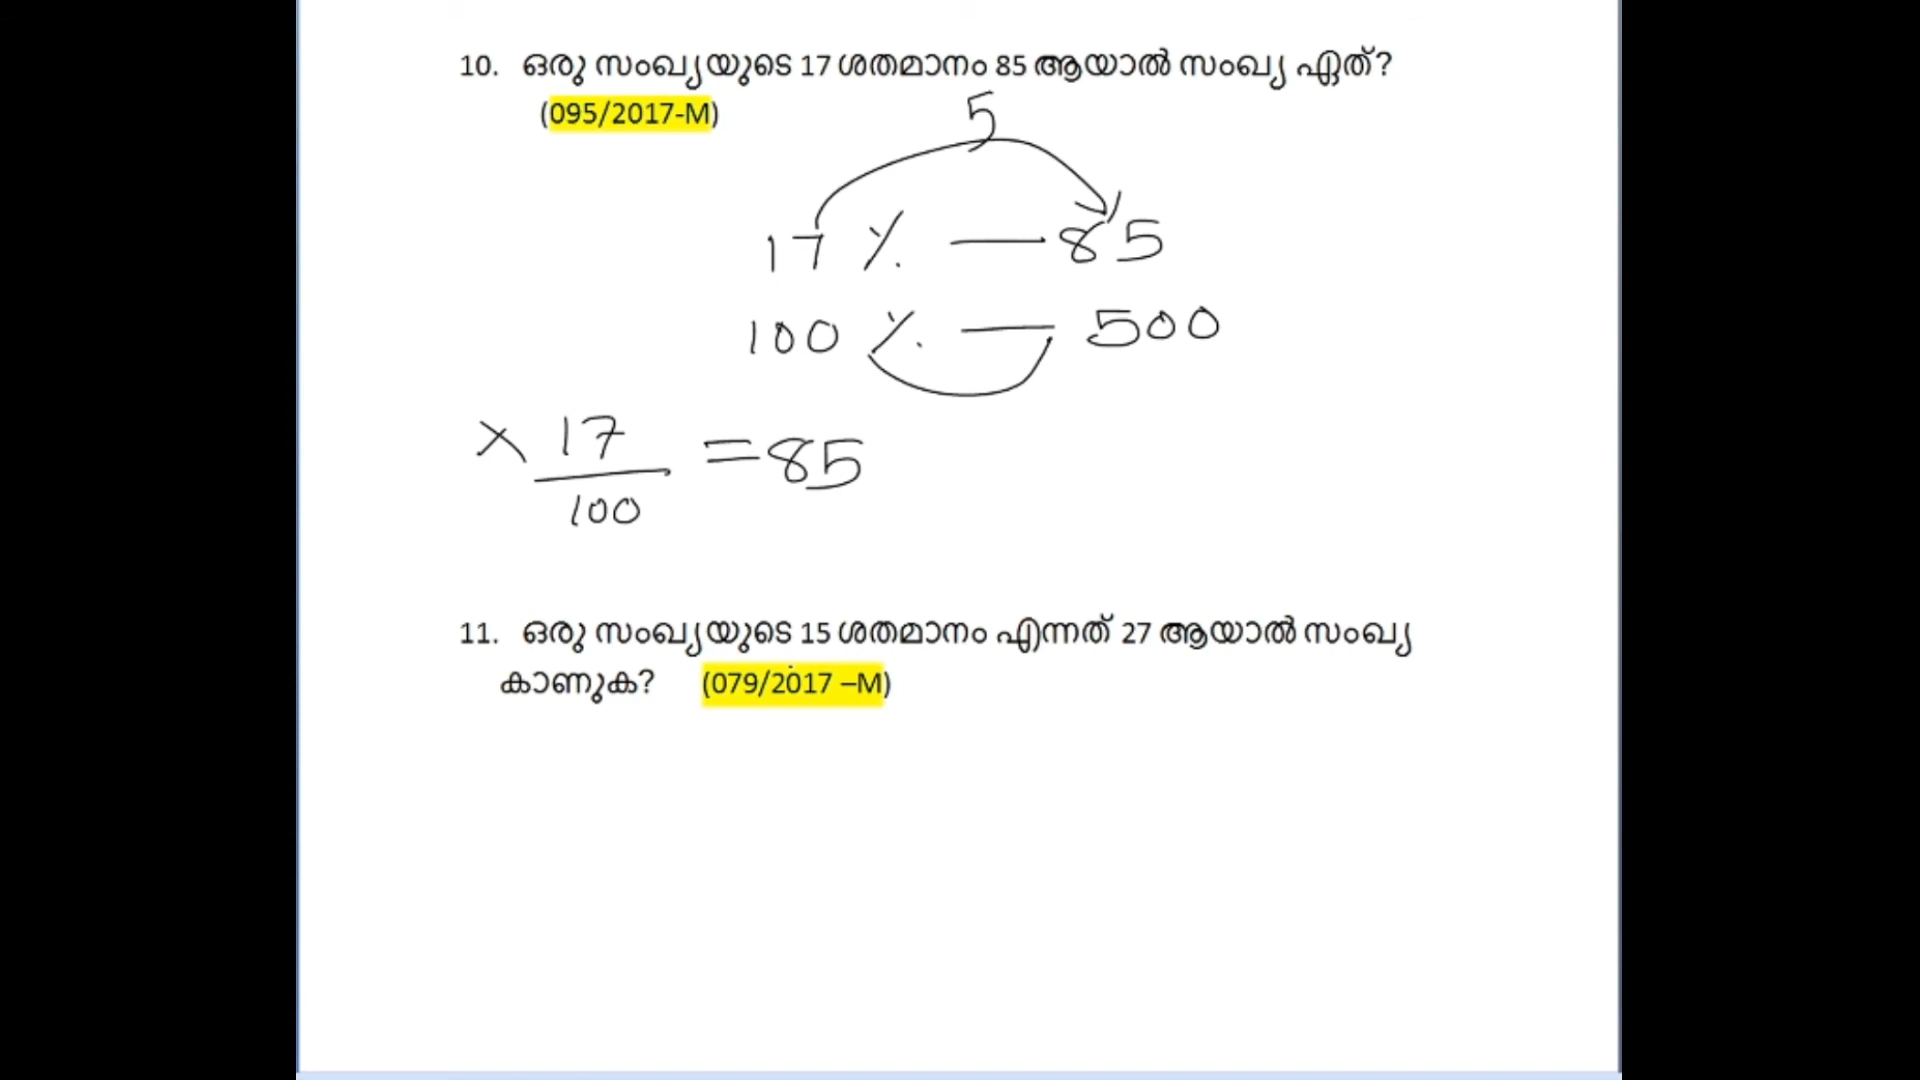 10. ഒരു സംഖ്യയുടെ 17 ശതമാനം 85 ആയാൽ സംഖ്യ ഏത്?
(095/2017-M)
5
17 % — 85
100 % — 500
× 17
= 85
100
11. ഒരു സംഖ്യയുടെ 15 ശതമാനം എന്നത് 27 ആയാൽ സംഖ്യ
കാണുക? (079/2017 –M)